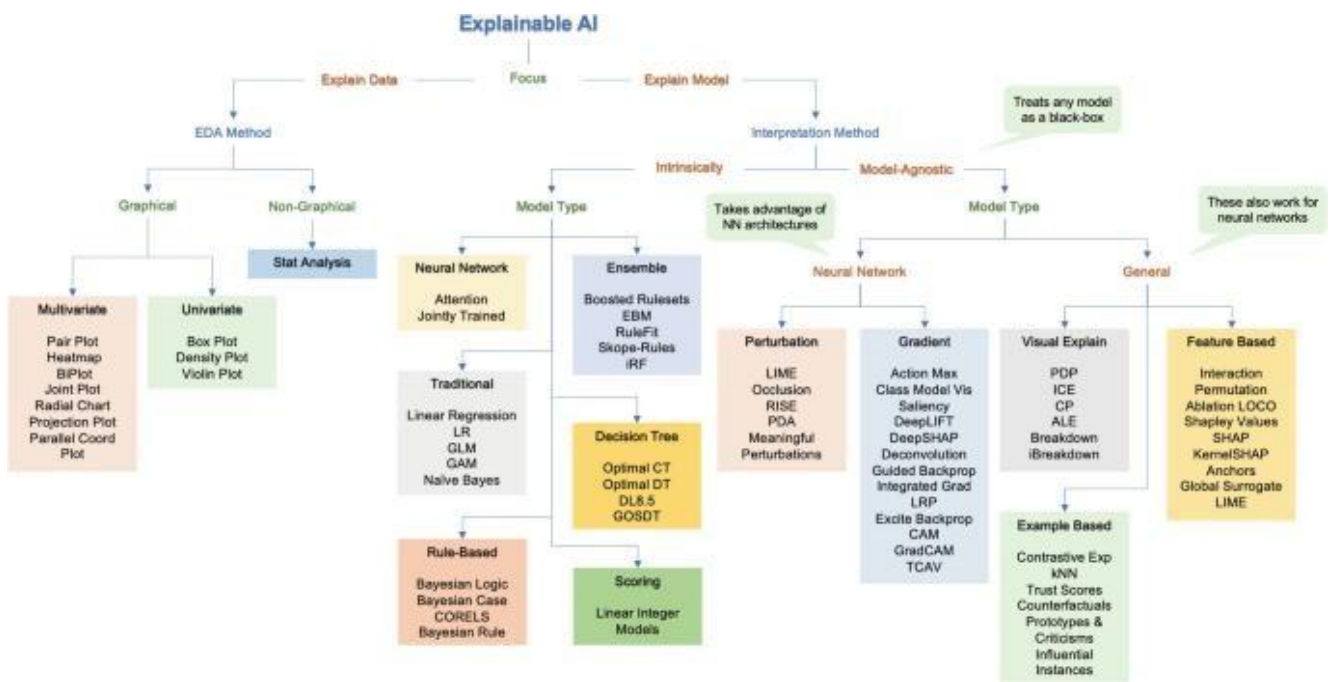 Explainable AI
Explain Data
Focus
Explain Model
Treats any model
as a black-box
EDA Method
Interpretation Method
Intrinsically
Model-Agnostic
Graphical
Non-Graphical
Model Type
Takes advantage of
NN architectures
Model Type
These also work for
neural networks
Stat Analysis
Neural Network
Attention
Jointly Trained
Ensemble
Boosted Rulesets
EBM
RuleFit
Skope-Rules
iRF
Neural Network
General
Multivariate
Pair Plot
Heatmap
BiPlot
Joint Plot
Radial Chart
Projection Plot
Parallel Coord
Plot
Univariate
Box Plot
Density Plot
Violin Plot
Traditional
Linear Regression
LR
GLM
GAM
Naïve Bayes
Decision Tree
Optimal CT
Optimal DT
DL8.5
GOSDT
Perturbation
LIME
Occlusion
RISE
PDA
Meaningful
Perturbations
Gradient
Action Max
Class Model Vis
Saliency
DeepLIFT
DeepSHAP
Deconvolution
Guided Backprop
Integrated Grad
LRP
Excite Backprop
CAM
GradCAM
TCAV
Visual Explain
PDP
ICE
CP
ALE
Breakdown
iBreakdown
Feature Based
Interaction
Permutation
Ablation LOCO
Shapley Values
SHAP
KernelSHAP
Anchors
Global Surrogate
LIME
Rule-Based
Bayesian Logic
Bayesian Case
CORELS
Bayesian Rule
Scoring
Linear Integer
Models
Example Based
Contrastive Exp
kNN
Trust Scores
Counterfactuals
Prototypes &
Criticisms
Influential
Instances